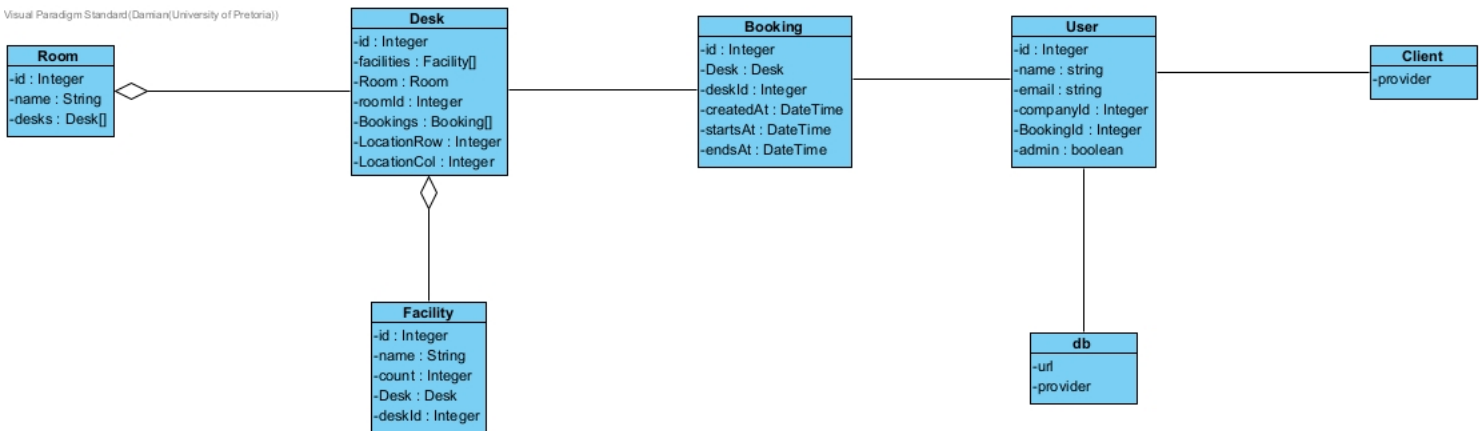 Visual Paradigm Standard(Damian(University of Pretoria))
Room
-id : Integer
-name : String
-desks : Desk[]
Desk
-id : Integer
-facilities : Facility[]
-Room : Room
-roomId : Integer
-Bookings : Booking[]
-LocationRow : Integer
-LocationCol : Integer
Booking
-id : Integer
-Desk : Desk
-deskId : Integer
-createdAt : DateTime
-startsAt : DateTime
-endsAt : DateTime
User
-id : Integer
-name : string
-email : string
-companyId : Integer
-BookingId : Integer
-admin : boolean
Client
-provider
Facility
-id : Integer
-name : String
-count : Integer
-Desk : Desk
-deskId : Integer
db
-url
-provider